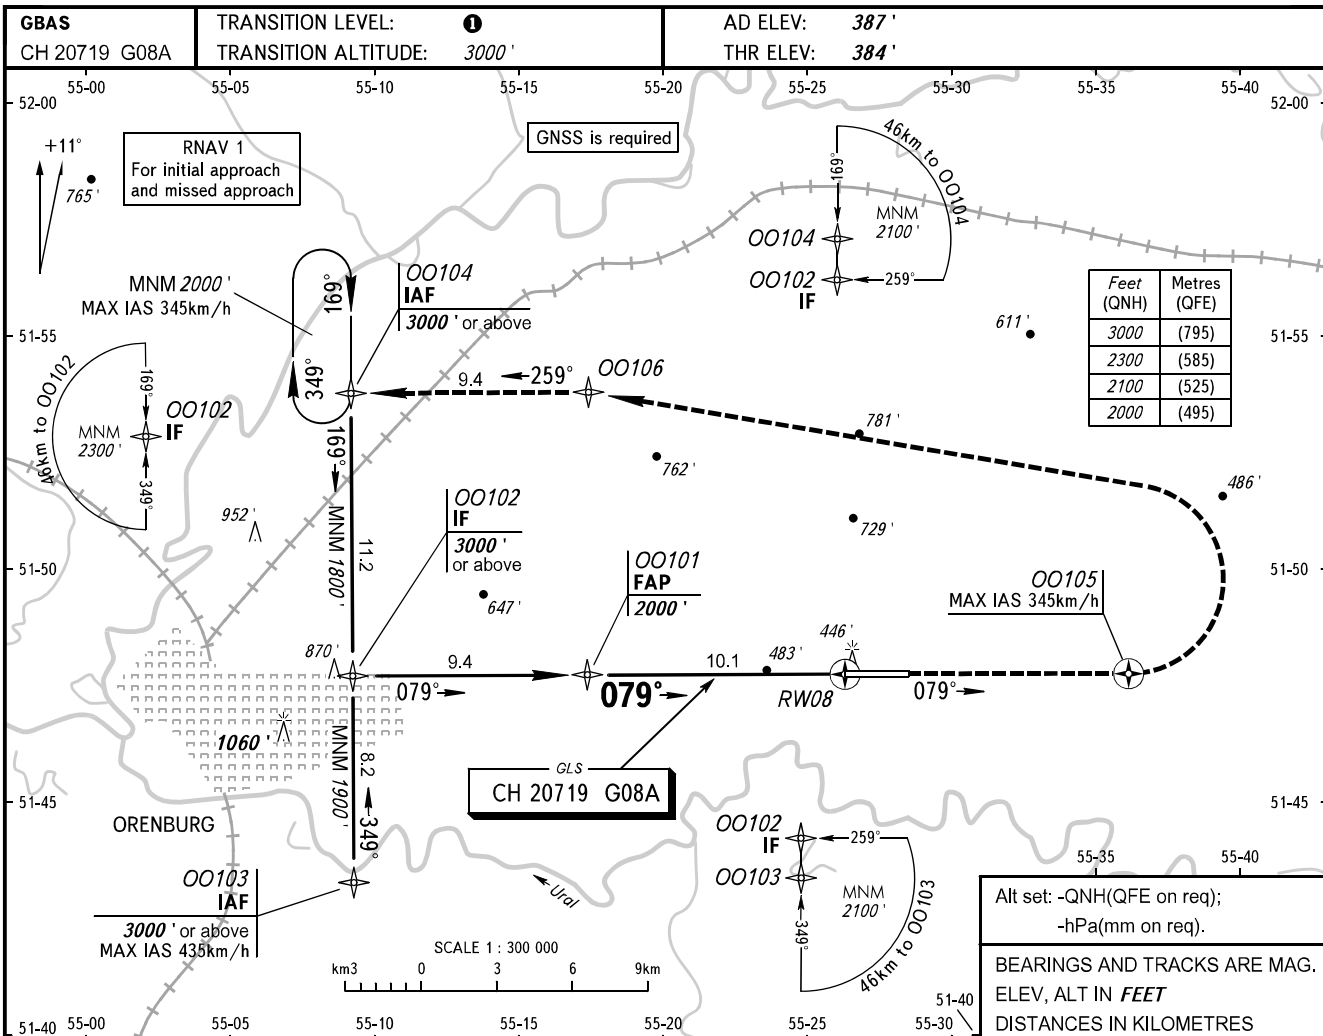 GBAS
CH 20719 G08A
TRANSITION LEVEL: 1
TRANSITION ALTITUDE: 3000 '
AD ELEV: 387 '
THR ELEV: 384 '
55-00 55-05 55-10 55-15 55-20 55-25 55-30 55-35 55-40
52-00 52-00
+11°
765 '
RNAV 1
For initial approach
and missed approach
GNSS is required
46km to OO104
169°
MNM
2100 '
OO104
OO102
IF
259°
MNM 2000 '
MAX IAS 345km/h
169°
349°
OO104
IAF
3000 ' or above
Feet
(QNH)
Metres
(QFE)
3000 (795)
2300 (585)
2100 (525)
2000 (495)
611 '
51-55 51-55
46km to OO102
169°
MNM
2300 '
349°
OO102
IF
9.4
259°
OO106
781 '
762 '
486 '
729 '
169°
MNM 1800'
11.2
952 '
OO102
IF
3000 '
or above
OO101
FAP
2000 '
51-50 51-50
OO105
MAX IAS 345km/h
647 '
446 '
483 '
870 '
9.4
079°
10.1
079°
RW08
079°
1060 '
MNM 1900'
8.2
349°
GLS
CH 20719 G08A
51-45 51-45
ORENBURG
OO103
IAF
3000 ' or above
MAX IAS 435km/h
Ural
OO102
IF
OO103
259°
349°
MNM
2100 '
46km to OO103
55-35 55-40
SCALE 1 : 300 000
km3 0 3 6 9km
Alt set: -QNH(QFE on req);
-hPa(mm on req).
BEARINGS AND TRACKS ARE MAG.
ELEV, ALT IN FEET
DISTANCES IN KILOMETRES
51-40
51-40 55-00 55-05 55-10 55-15 55-20 55-25 55-30